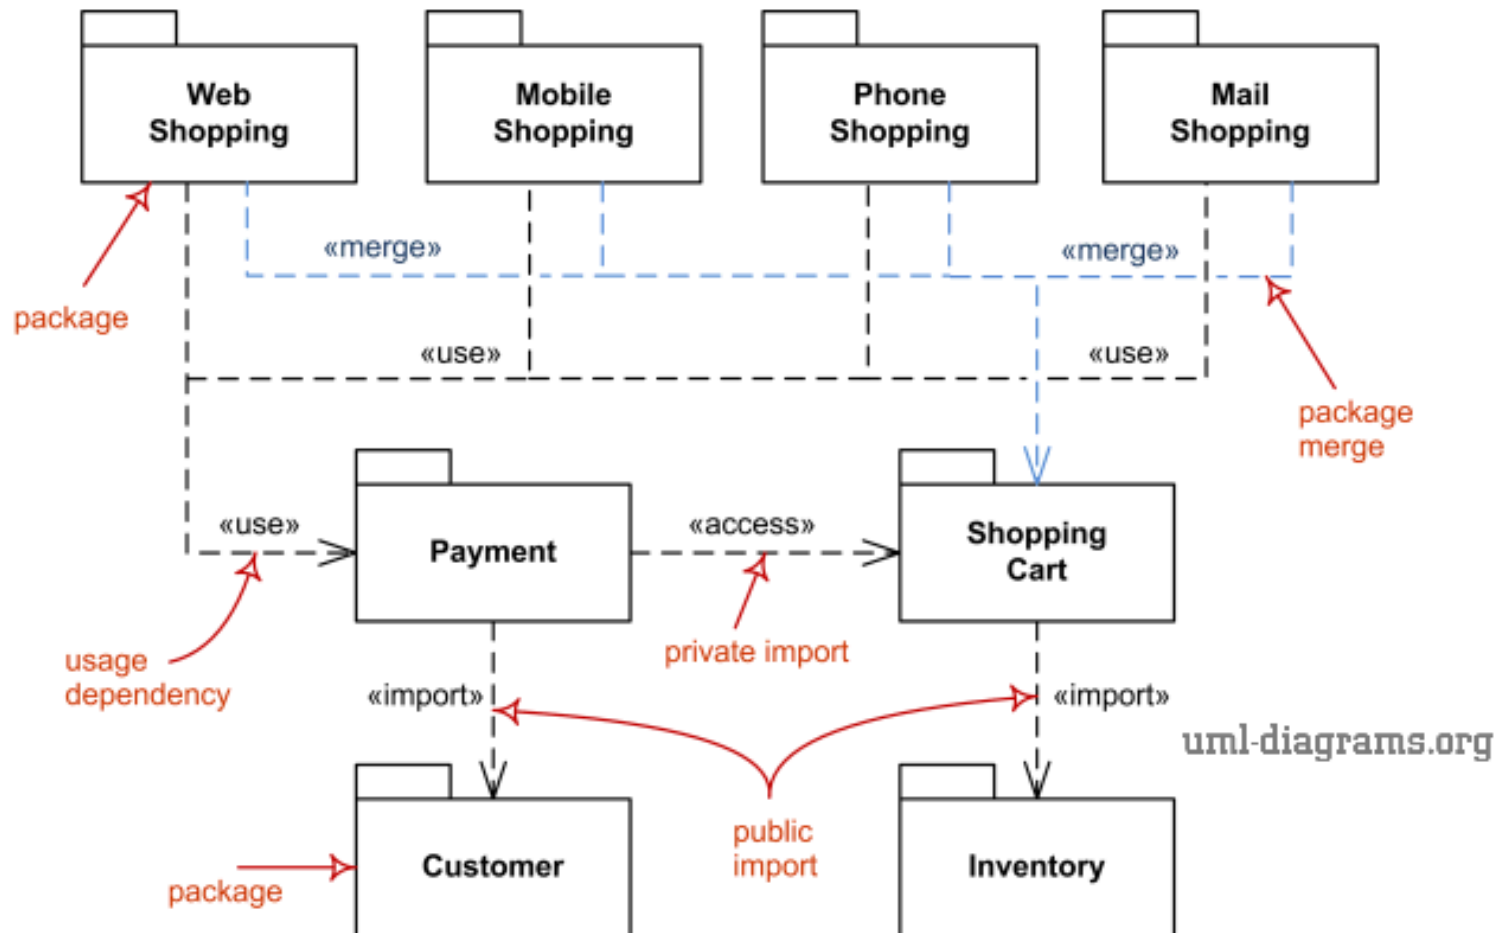 Web
Shopping
Mobile
Shopping
Phone
Shopping
Mail
Shopping
«merge»
«merge»
package
«use»
«use»
package
merge
«use»
Payment
«access»
Shopping
Cart
usage
dependency
private import
«import»
«import»
uml-diagrams.org
public
import
Customer
Inventory
package